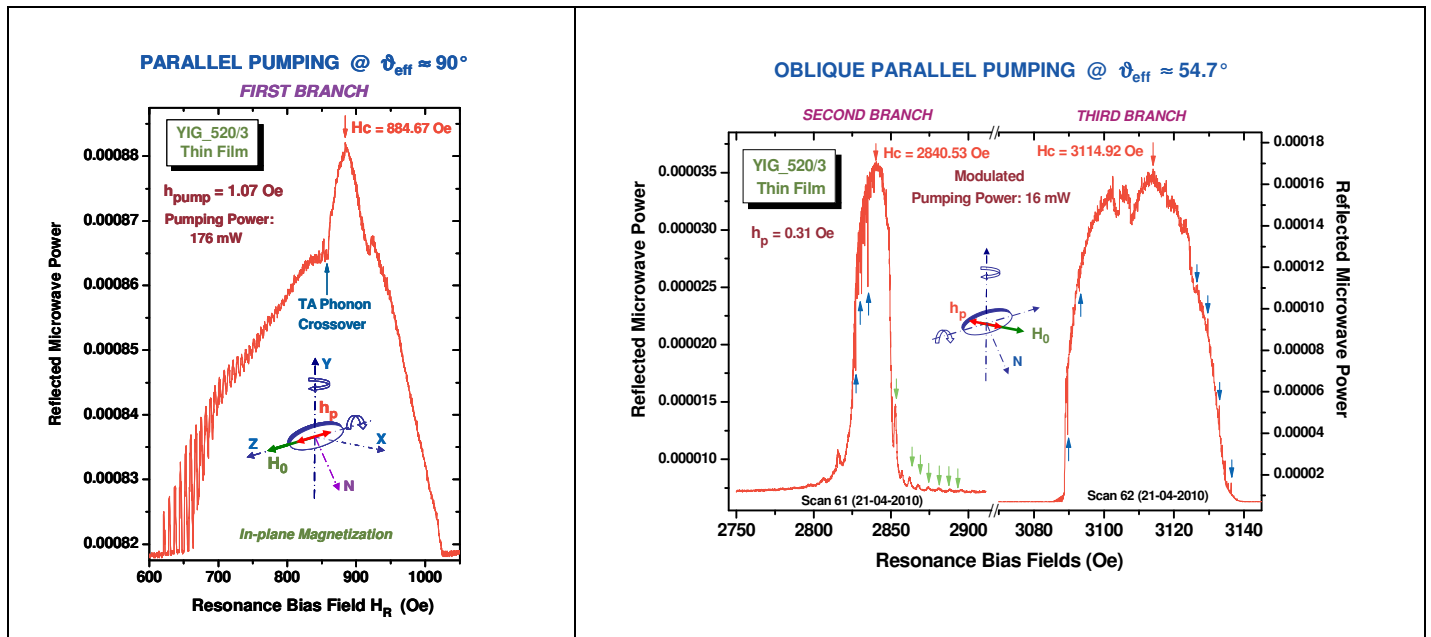 PARALLEL PUMPING @ ϑeff ≈ 90°
FIRST BRANCH
Hc = 884.67 Oe
YIG_520/3
Thin Film
hpump = 1.07 Oe
Pumping Power:
176 mW
TA Phonon
Crossover
Y
hp
Z
X
H0
N
In-plane Magnetization
Reflected Microwave Power
0.00088
0.00087
0.00086
0.00085
0.00084
0.00083
0.00082
600 700 800 900 1000
Resonance Bias Field HR (Oe)
OBLIQUE PARALLEL PUMPING @ ϑeff ≈ 54.7°
SECOND BRANCH
THIRD BRANCH
Hc = 2840.53 Oe
Hc = 3114.92 Oe
YIG_520/3
Thin Film
Modulated
Pumping Power: 16 mW
hp = 0.31 Oe
hp
H0
N
Scan 61 (21-04-2010)
Scan 62 (21-04-2010)
Reflected Microwave Power
0.000035
0.000030
0.000025
0.000020
0.000015
0.000010
0.00018
0.00016
0.00014
0.00012
0.00010
0.00008
0.00006
0.00004
0.00002
Reflected Microwave Power
2750 2800 2850 2900 3080 3100 3120 3140
Resonance Bias Fields (Oe)